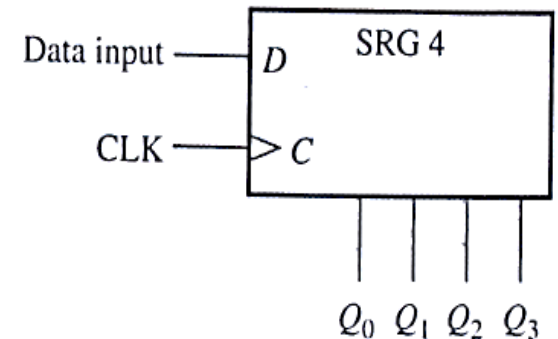 Data input D SRG 4
CLK C
Q₀ Q₁ Q₂ Q₃